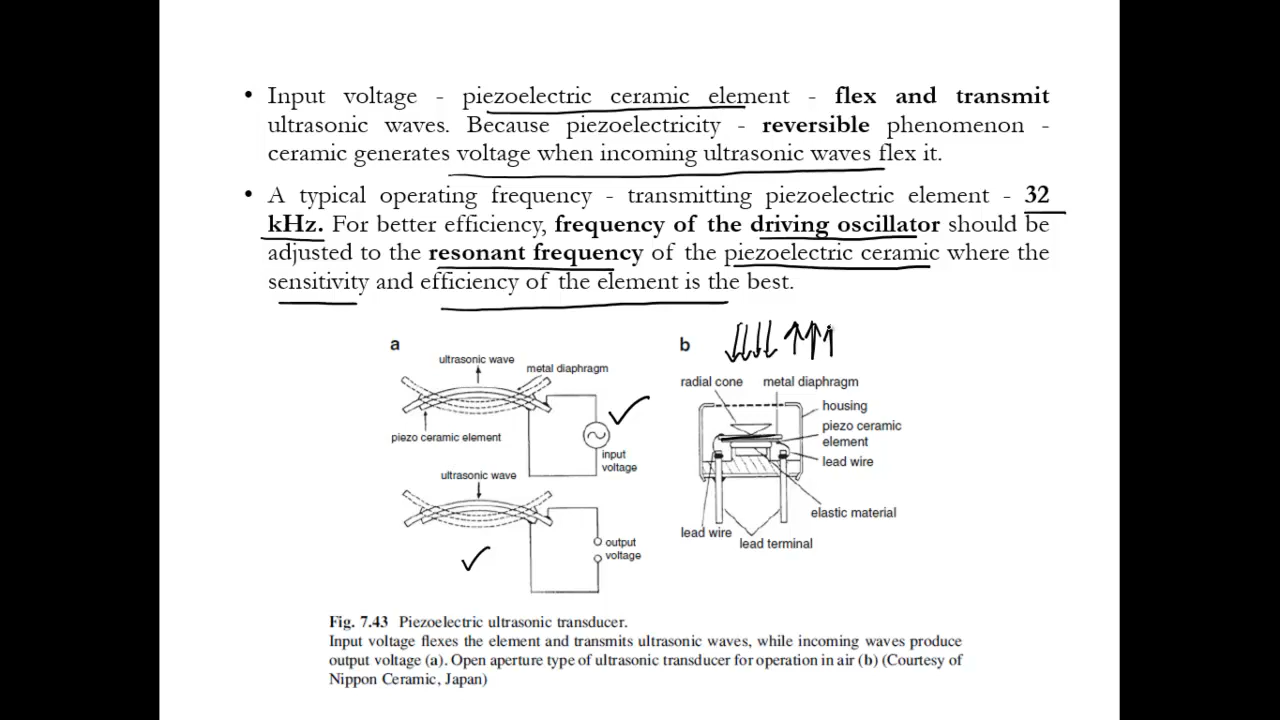 • Input voltage - piezoelectric ceramic element - flex and transmit
ultrasonic waves. Because piezoelectricity - reversible phenomenon -
ceramic generates voltage when incoming ultrasonic waves flex it.
• A typical operating frequency - transmitting piezoelectric element - 32
kHz. For better efficiency, frequency of the driving oscillator should be
adjusted to the resonant frequency of the piezoelectric ceramic where the
sensitivity and efficiency of the element is the best.
a
ultrasonic wave
metal diaphragm
piezo ceramic element
input
voltage
ultrasonic wave
output
voltage
b
radial cone
metal diaphragm
housing
piezo ceramic
element
lead wire
elastic material
lead wire
lead terminal
Fig. 7.43 Piezoelectric ultrasonic transducer.
Input voltage flexes the element and transmits ultrasonic waves, while incoming waves produce
output voltage (a). Open aperture type of ultrasonic transducer for operation in air (b) (Courtesy of
Nippon Ceramic, Japan)